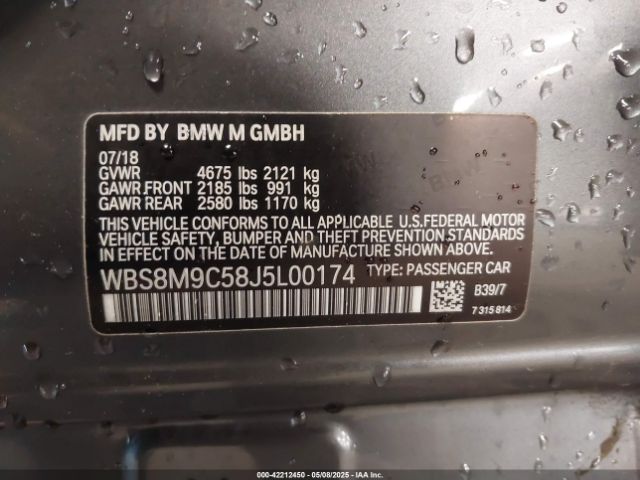 MFD BY BMW M GMBH
07/18
GVWR 4675 lbs 2121 kg
GAWR FRONT 2185 lbs 991 kg
GAWR REAR 2580 lbs 1170 kg
THIS VEHICLE CONFORMS TO ALL APPLICABLE U.S.FEDERAL MOTOR
VEHICLE SAFETY, BUMPER AND THEFT PREVENTION STANDARDS
IN EFFECT ON THE DATE OF MANUFACTURE SHOWN ABOVE.
WBS8M9C58J5L00174 TYPE: PASSENGER CAR
B39/7
7 315 814
000-42212450 - 05/08/2025 - IAAI.COM